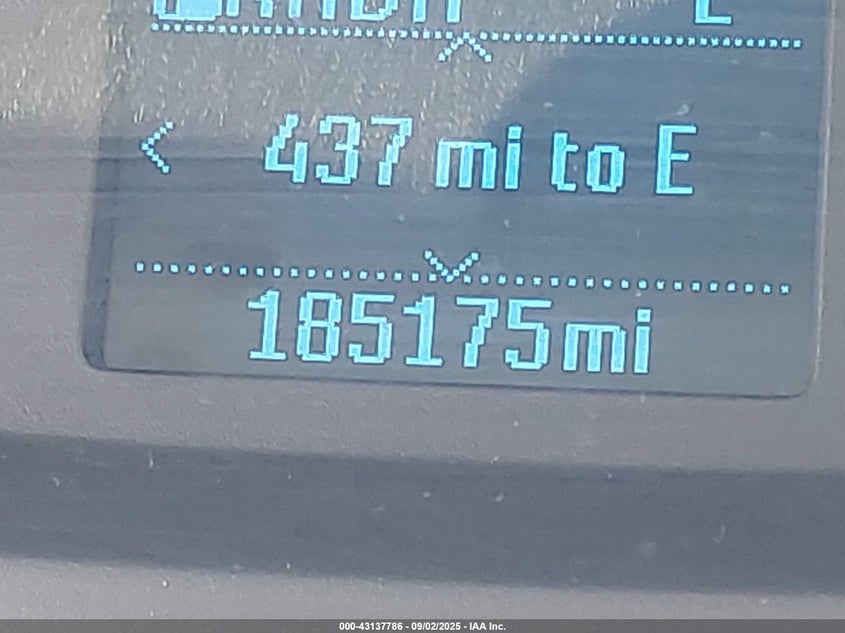 437 mi to E
185175mi
000-43137786 - 09/02/2025 - IAA Inc.